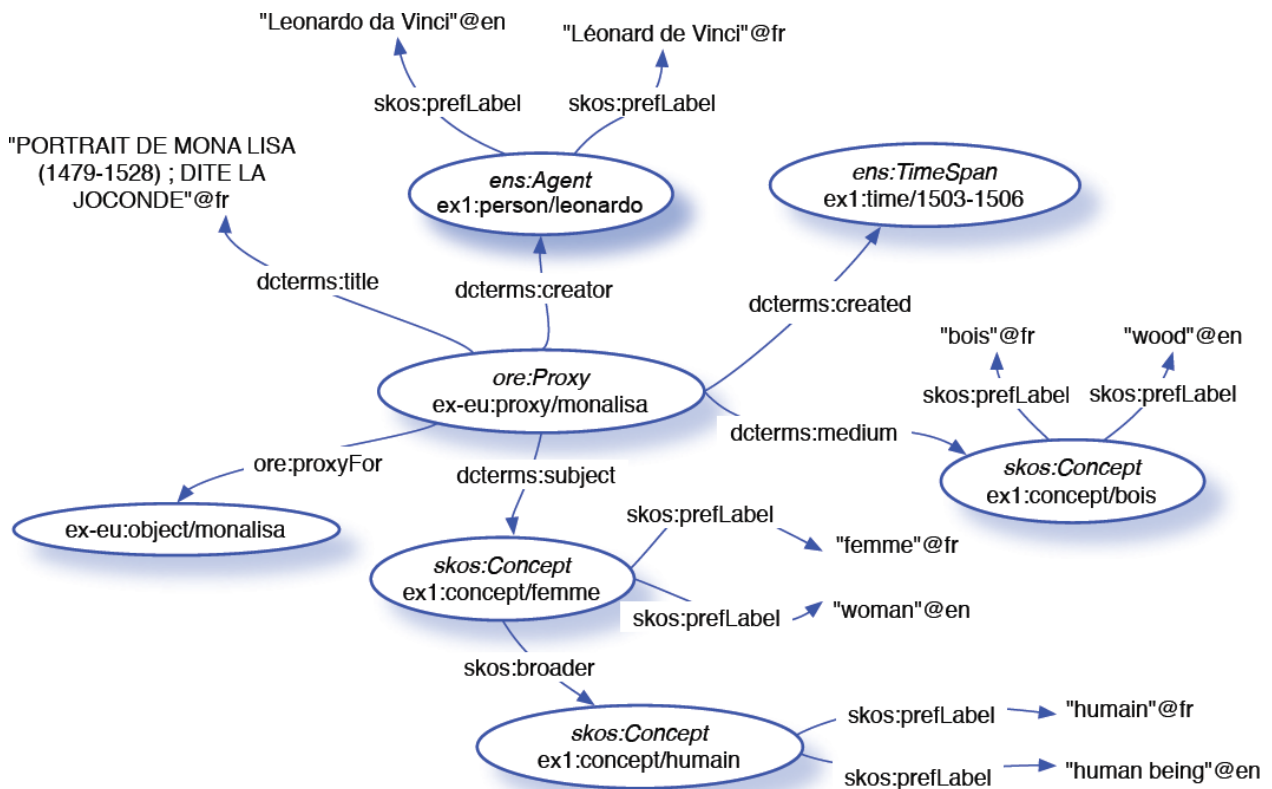 "Leonardo da Vinci"@en
"Léonard de Vinci"@fr
skos:prefLabel
skos:prefLabel
"PORTRAIT DE MONA LISA
(1479-1528) ; DITE LA
JOCONDE"@fr
ens:Agent
ex1:person/leonardo
ens:TimeSpan
ex1:time/1503-1506
dcterms:title
dcterms:creator
dcterms:created
"bois"@fr
"wood"@en
skos:prefLabel
skos:prefLabel
ore:Proxy
ex-eu:proxy/monalisa
dcterms:medium
ore:proxyFor
dcterms:subject
skos:Concept
ex1:concept/bois
ex-eu:object/monalisa
skos:prefLabel
"femme"@fr
skos:Concept
ex1:concept/femme
skos:prefLabel
"woman"@en
skos:broader
skos:Concept
ex1:concept/humain
skos:prefLabel
"humain"@fr
skos:prefLabel
"human being"@en